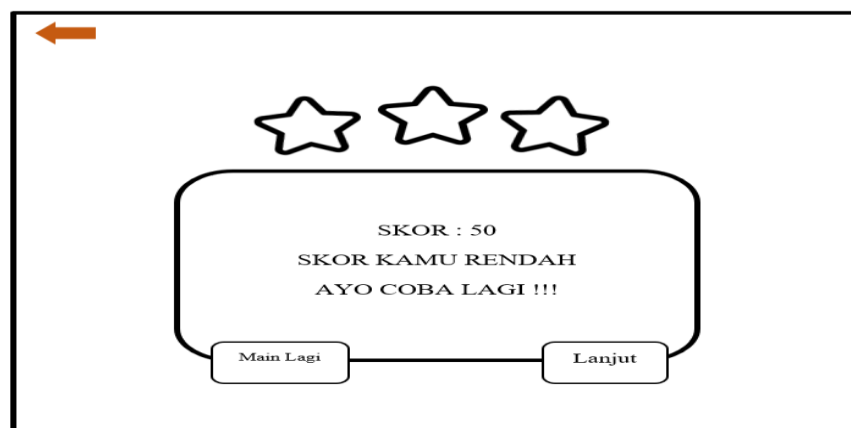 SKOR : 50
SKOR KAMU RENDAH
AYO COBA LAGI !!!
Main Lagi
Lanjut